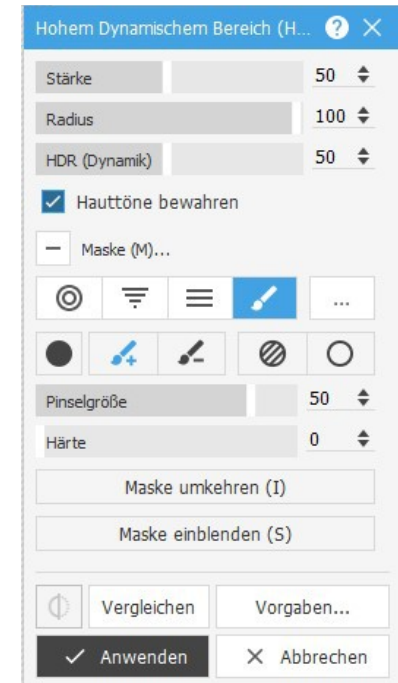 Hohem Dynamischem Bereich (H... ?
Stärke 50
Radius 100
HDR (Dynamik) 50
Hauttöne bewahren
Maske (M)...
...
Pinselgröße 50
Härte 0
Maske umkehren (I)
Maske einblenden (S)
Vergleichen Vorgaben...
Anwenden Abbrechen